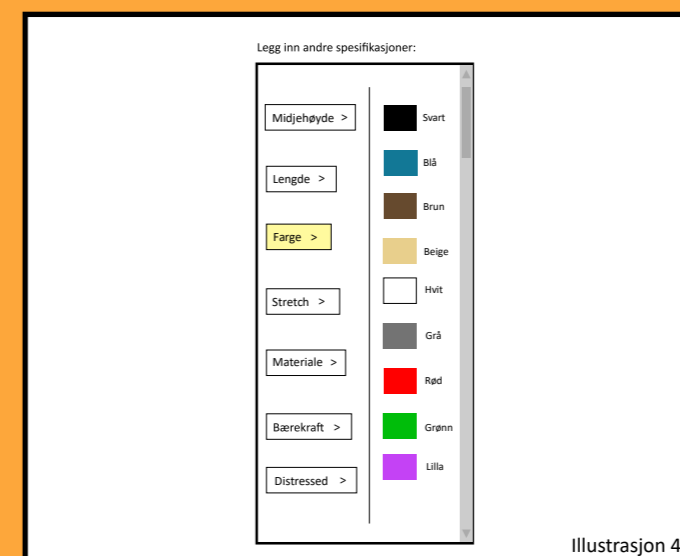 Legg inn andre spesifikasjoner:
Midjehøyde >
Lengde >
Farge >
Stretch >
Materiale >
Bærekraft >
Distressed >
Svart
Blå
Brun
Beige
Hvit
Grå
Rød
Grønn
Lilla
Illustrasjon 4